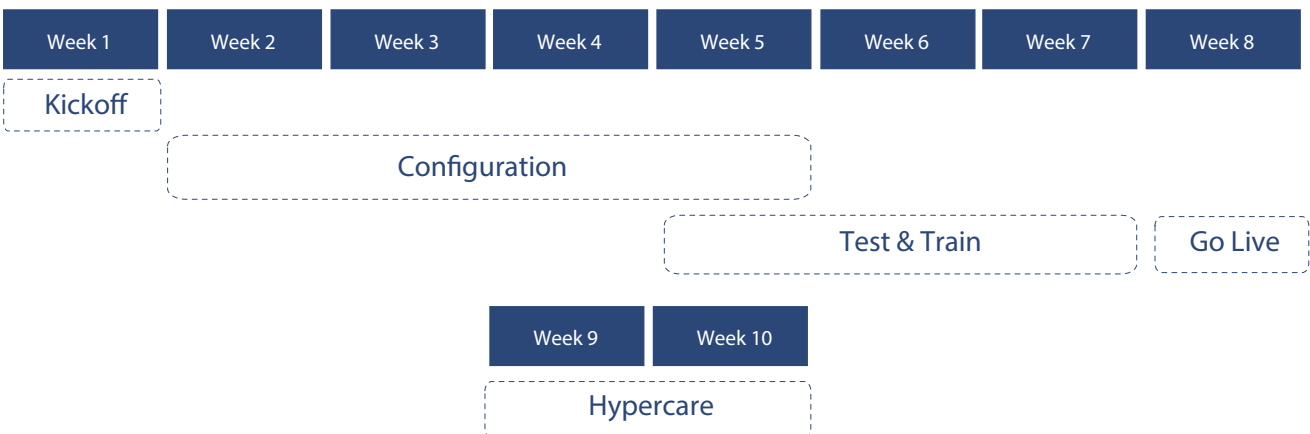 Week 1 Week 2 Week 3 Week 4 Week 5 Week 6 Week 7 Week 8
Kickoff
Configuration
Test & Train Go Live
Week 9 Week 10
Hypercare